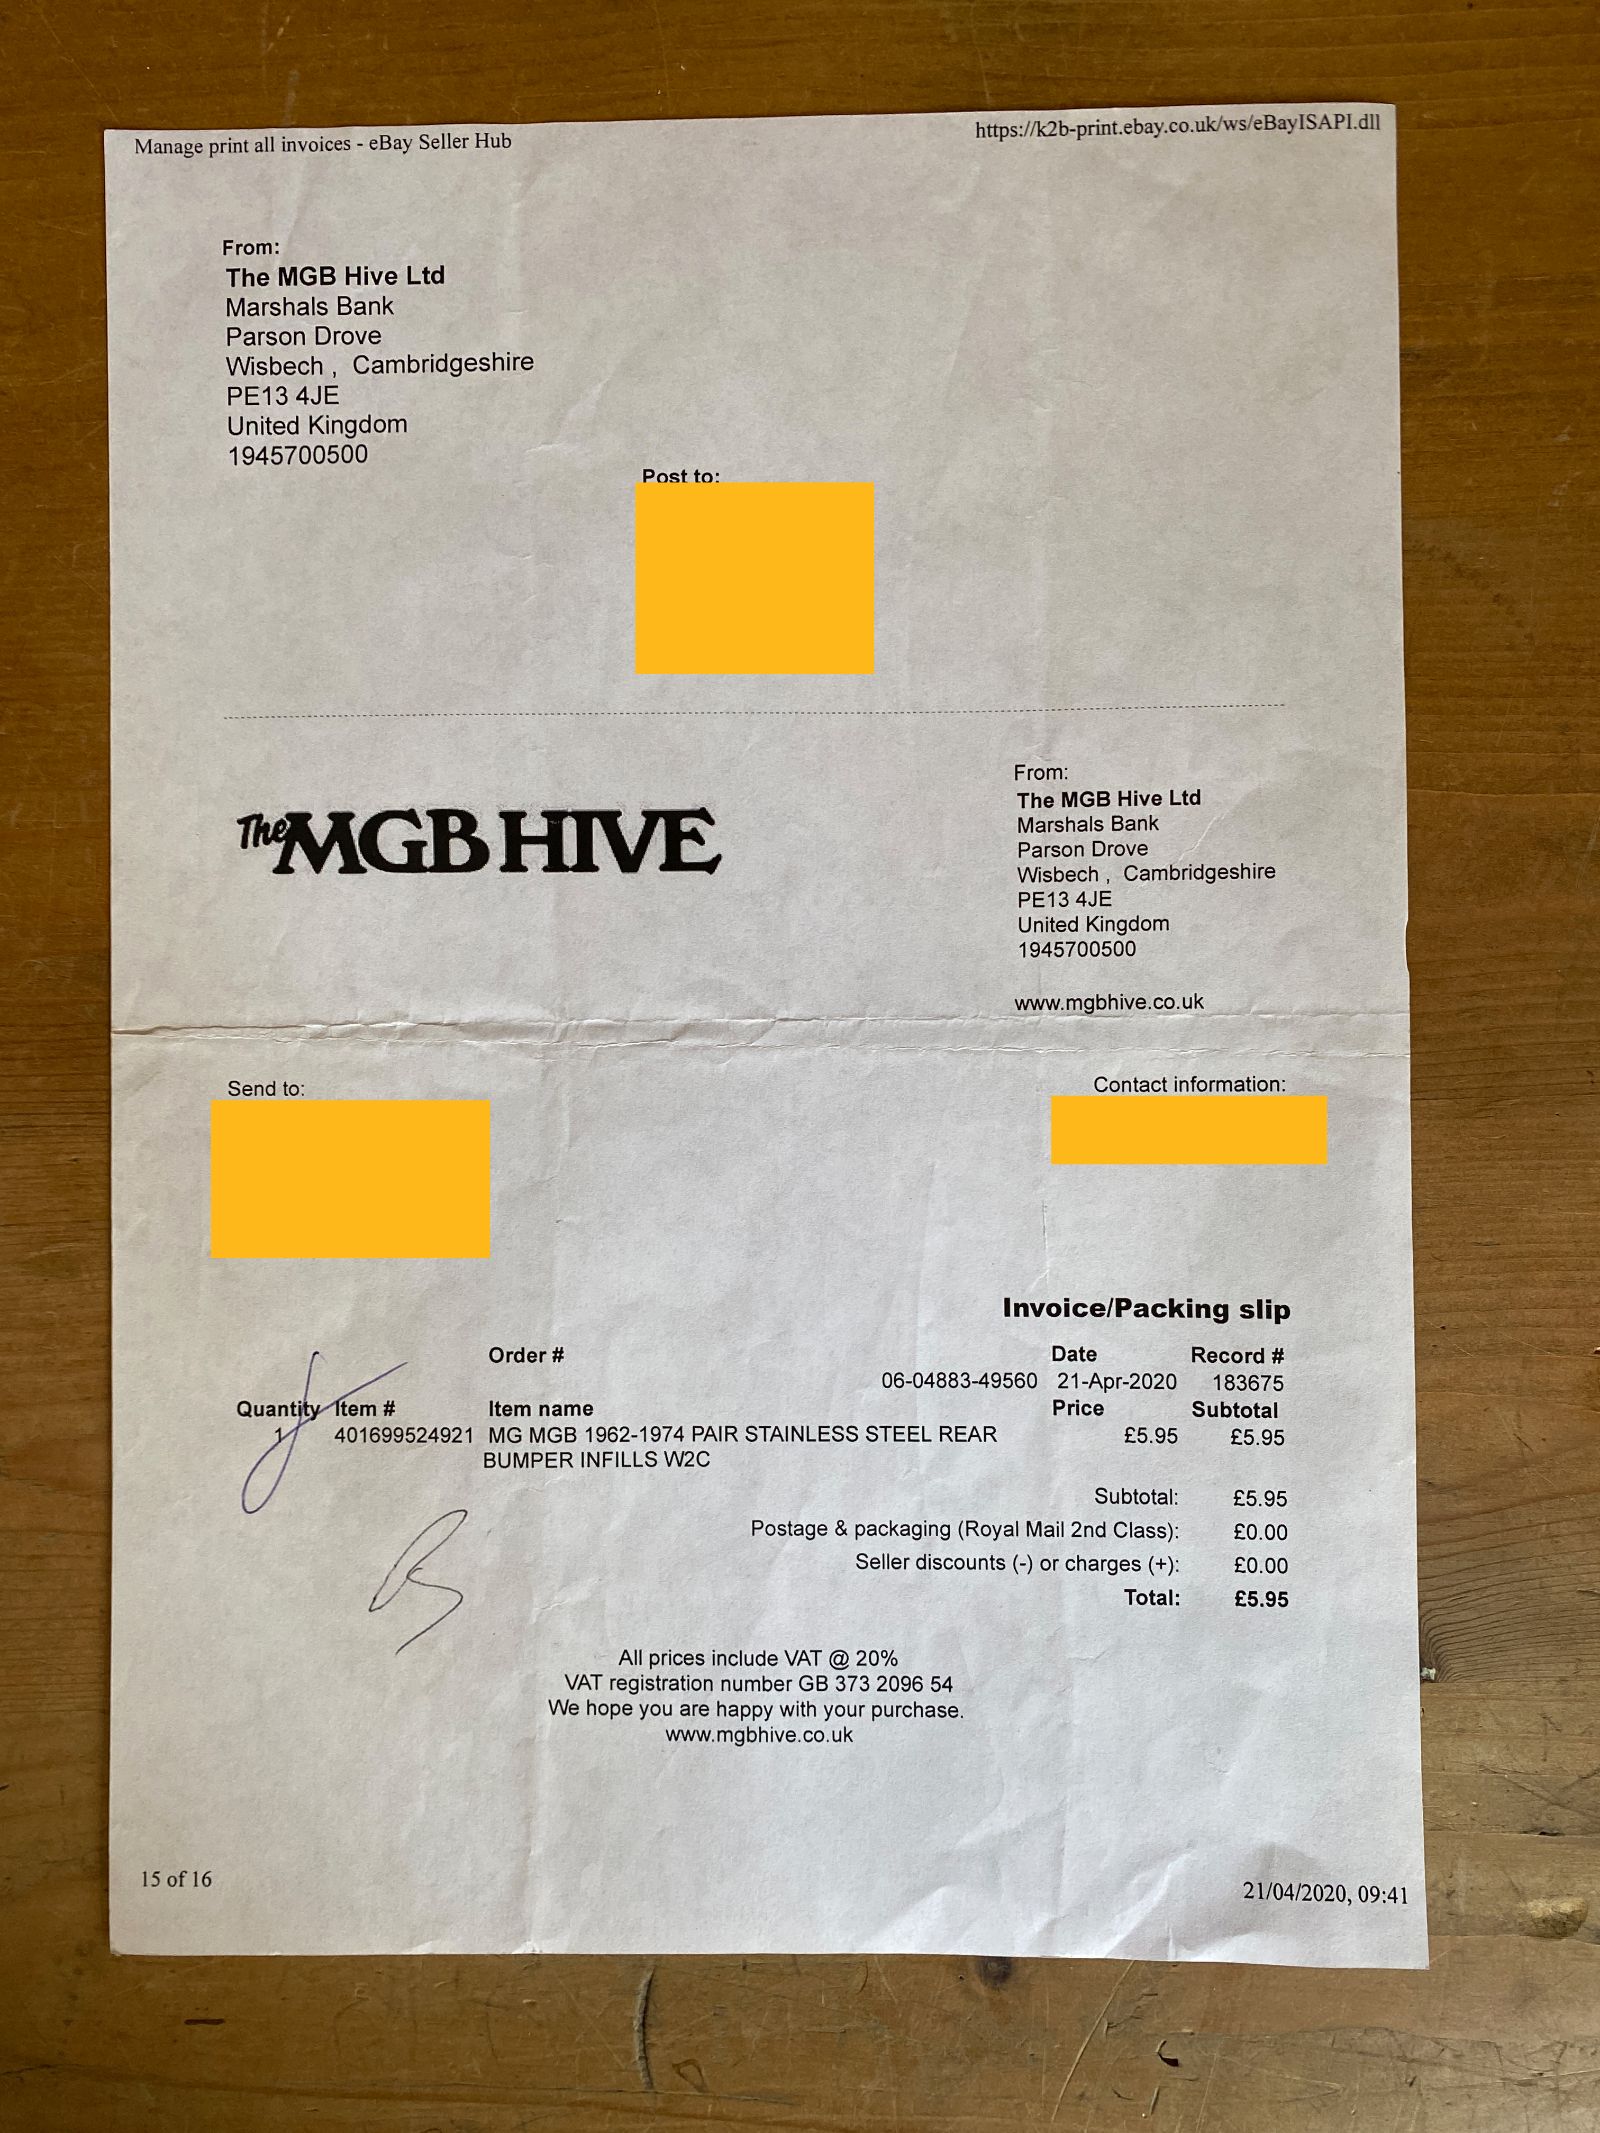 Manage print all invoices - eBay Seller Hub
https://k2b-print.ebay.co.uk/ws/eBayISAPI.dll
From:
The MGB Hive Ltd
Marshals Bank
Parson Drove
Wisbech , Cambridgeshire
PE13 4JE
United Kingdom
1945700500
Post to:
The MGB HIVE
From:
The MGB Hive Ltd
Marshals Bank
Parson Drove
Wisbech , Cambridgeshire
PE13 4JE
United Kingdom
1945700500
www.mgbhive.co.uk
Send to:
Contact information:
Invoice/Packing slip
Order # Date Record #
06-04883-49560 21-Apr-2020 183675
Quantity Item # Item name Price Subtotal
1 401699524921 MG MGB 1962-1974 PAIR STAINLESS STEEL REAR £5.95 £5.95
BUMPER INFILLS W2C
Subtotal: £5.95
Postage & packaging (Royal Mail 2nd Class): £0.00
Seller discounts (-) or charges (+): £0.00
Total: £5.95
All prices include VAT @ 20%
VAT registration number GB 373 2096 54
We hope you are happy with your purchase.
www.mgbhive.co.uk
15 of 16
21/04/2020, 09:41